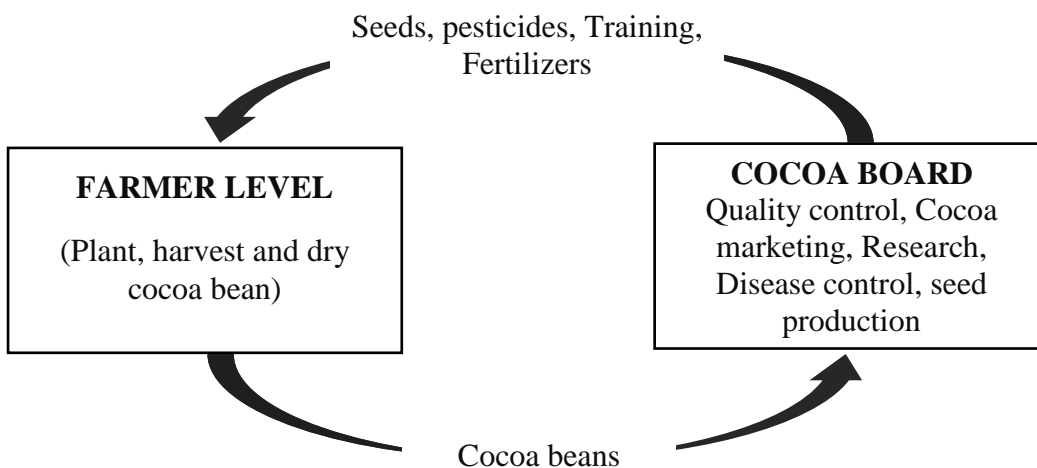 Seeds, pesticides, Training,
Fertilizers
FARMER LEVEL
(Plant, harvest and dry
cocoa bean)
COCOA BOARD
Quality control, Cocoa
marketing, Research,
Disease control, seed
production
Cocoa beans